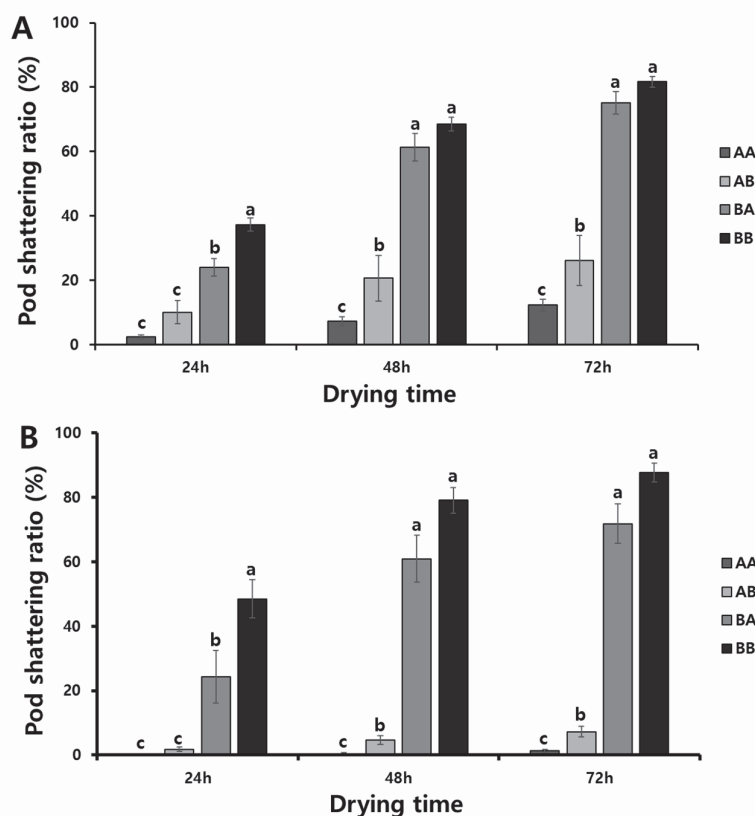 A
Pod shattering ratio (%)
100
80
60
40
20
0
c c b a
c b a a
c b a a
24h 48h 72h
Drying time
AA
AB
BA
BB
B
Pod shattering ratio (%)
100
80
60
40
20
0
c c b a
c b a a
c b a a
24h 48h 72h
Drying time
AA
AB
BA
BB